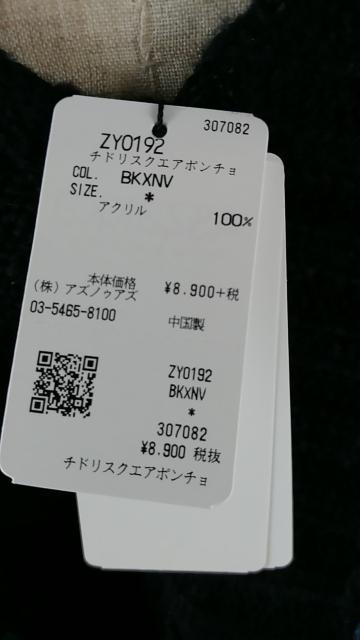 307082
ZY0192
チドリスクエアポンチョ
COL. BKXNV
SIZE. *
アクリル 100%
本体価格 ¥8.900+税
(株)アズノゥアズ
03-5465-8100 中国製
ZY0192
BKXNV
*
307082
¥8.900 税抜
チドリスクエアポンチョ